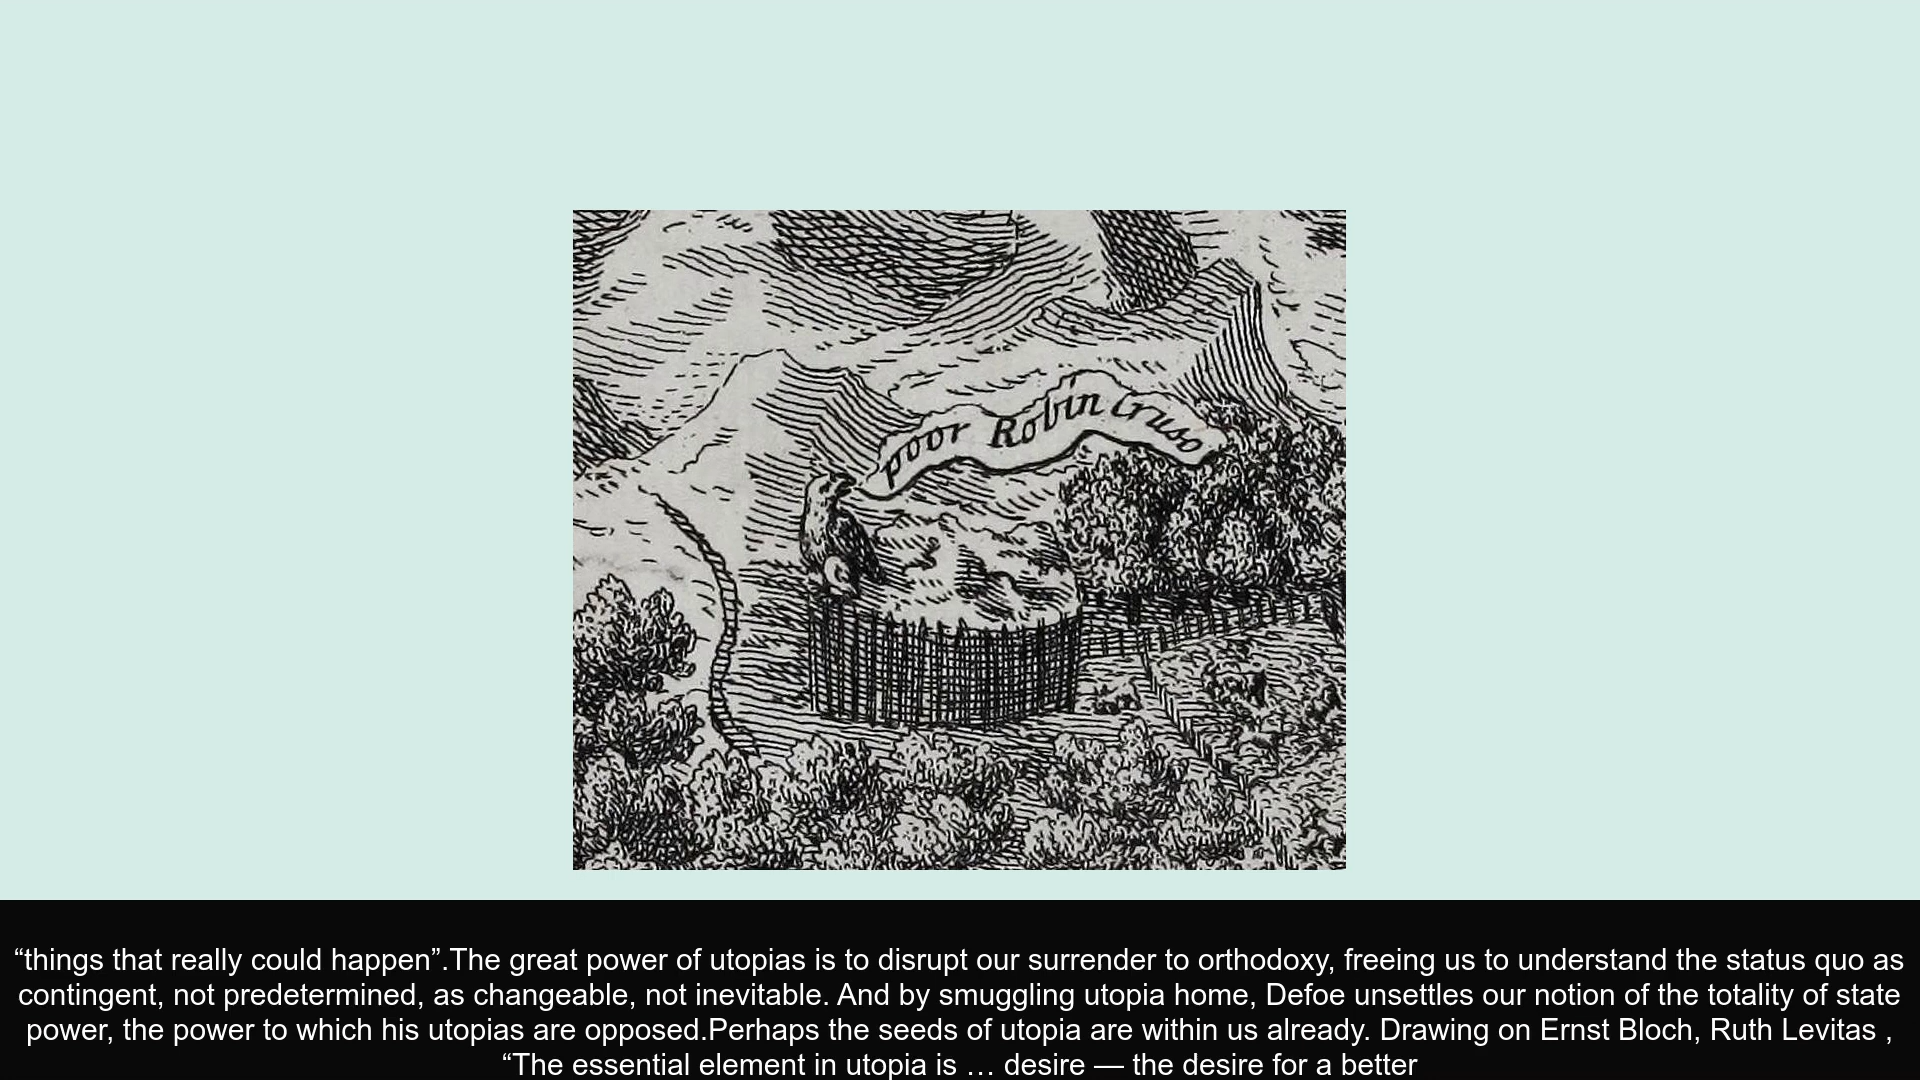 poor Robin Cruso
“things that really could happen”.The great power of utopias is to disrupt our surrender to orthodoxy, freeing us to understand the status quo as
contingent, not predetermined, as changeable, not inevitable. And by smuggling utopia home, Defoe unsettles our notion of the totality of state
power, the power to which his utopias are opposed.Perhaps the seeds of utopia are within us already. Drawing on Ernst Bloch, Ruth Levitas ,
“The essential element in utopia is … desire — the desire for a better